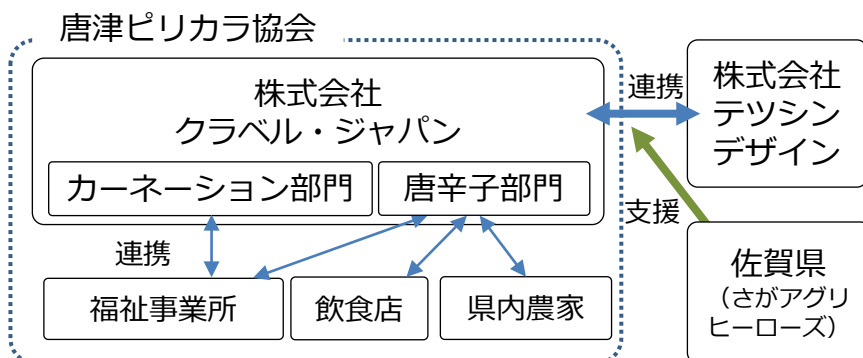 唐津ピリカラ協会
株式会社
クラベル・ジャパン
カーネーション部門
唐辛子部門
連携
福祉事業所
飲食店
県内農家
連携
株式会社
テツシン
デザイン
支援
佐賀県
（さがアグリ
ヒーローズ）